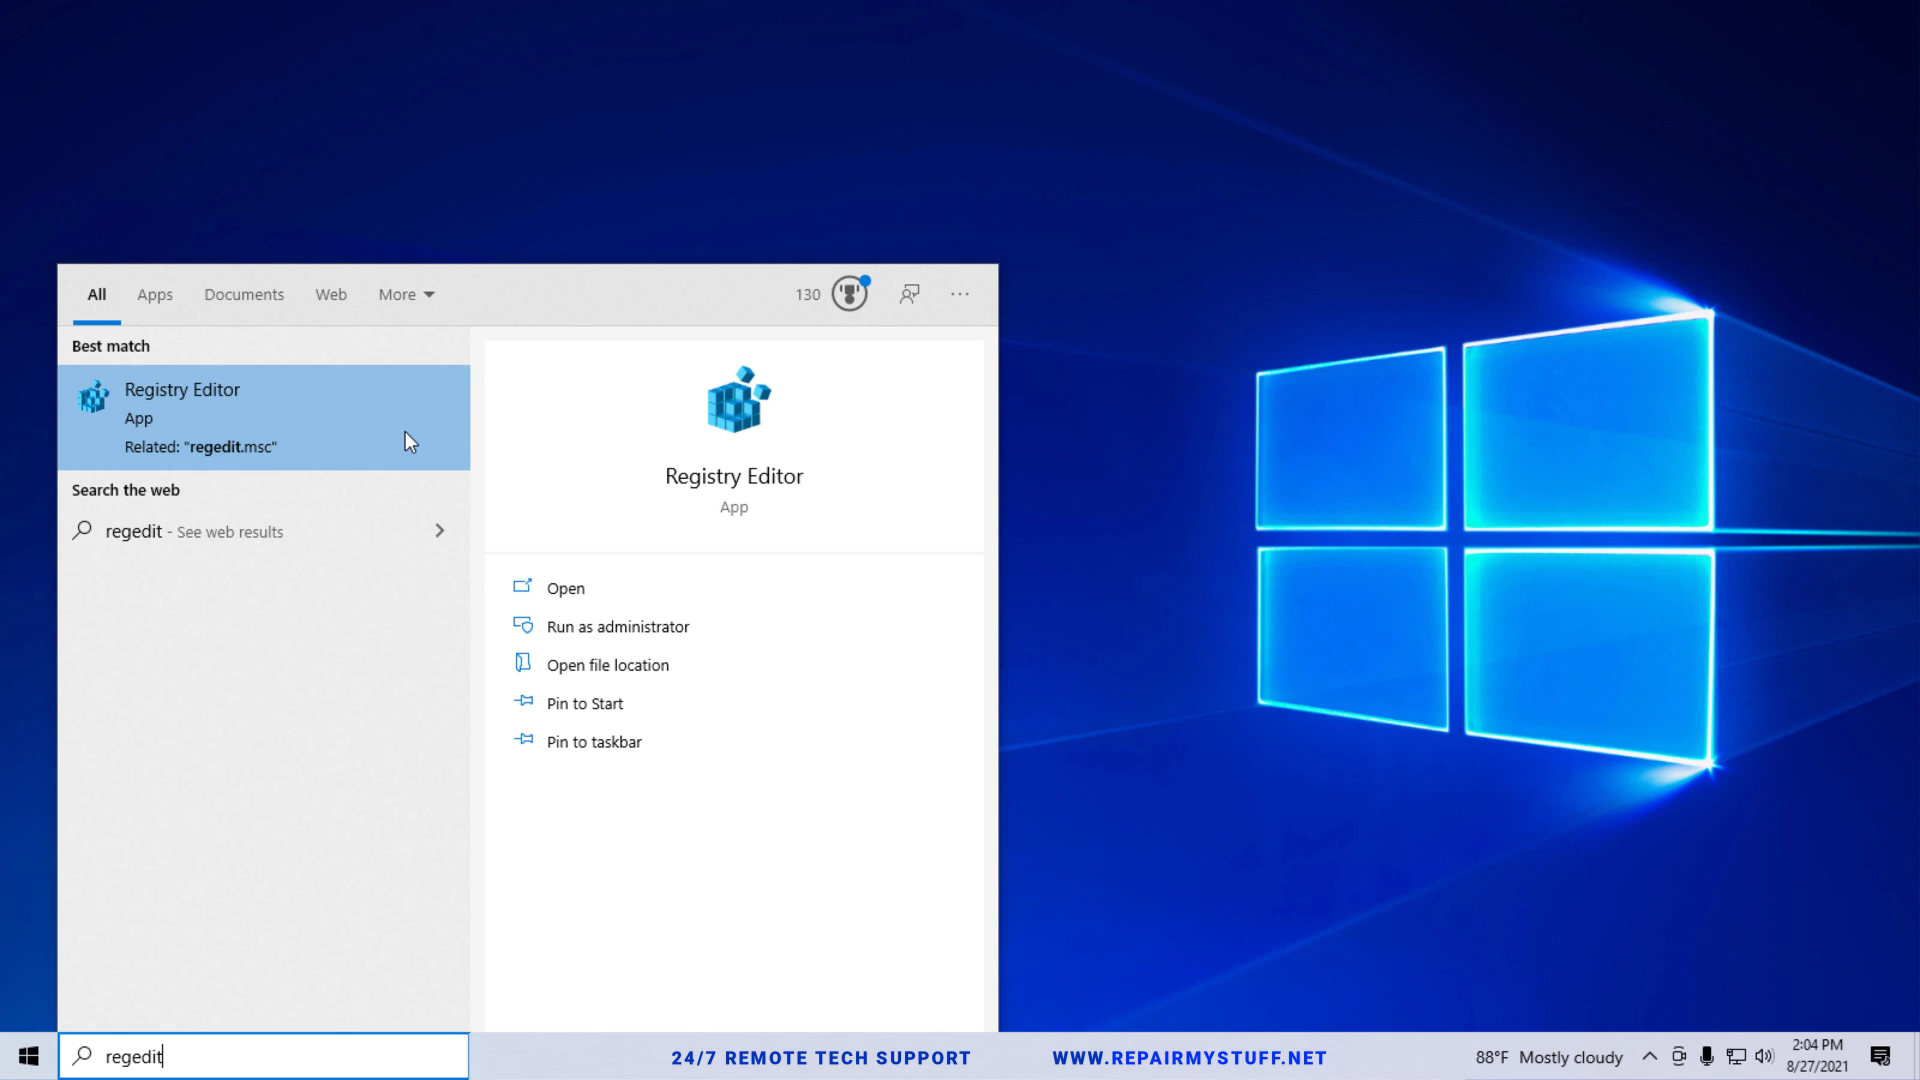 All Apps Documents Web More 130
Best match
Registry Editor
App
Related: "regedit.msc"
Search the web
regedit - See web results
Registry Editor
App
Open
Run as administrator
Open file location
Pin to Start
Pin to taskbar
regedit
24/7 REMOTE TECH SUPPORT WWW.REPAIRMYSTUFF.NET
88°F Mostly cloudy
2:04 PM
8/27/2021